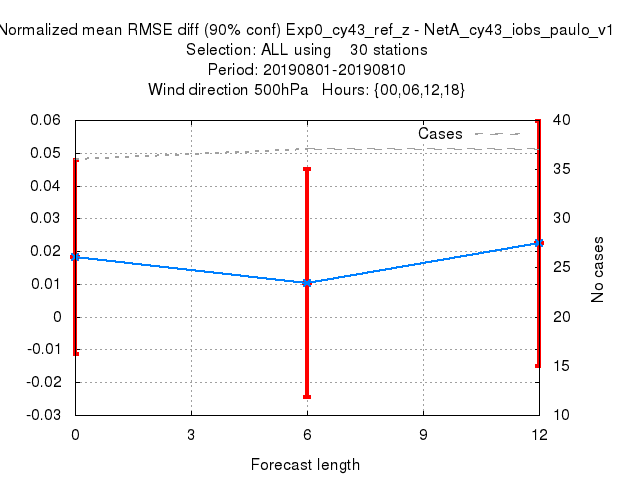 Normalized mean RMSE diff (90% conf) Exp0_cy43_ref_z - NetA_cy43_iobs_paulo_v1
Selection: ALL using 30 stations
Period: 20190801-20190810
Wind direction 500hPa Hours: {00,06,12,18}
Cases
0.06
0.05
0.04
0.03
0.02
0.01
0
-0.01
-0.02
-0.03
40
35
30
25
20
15
10
No cases
0 3 6 9 12
Forecast length